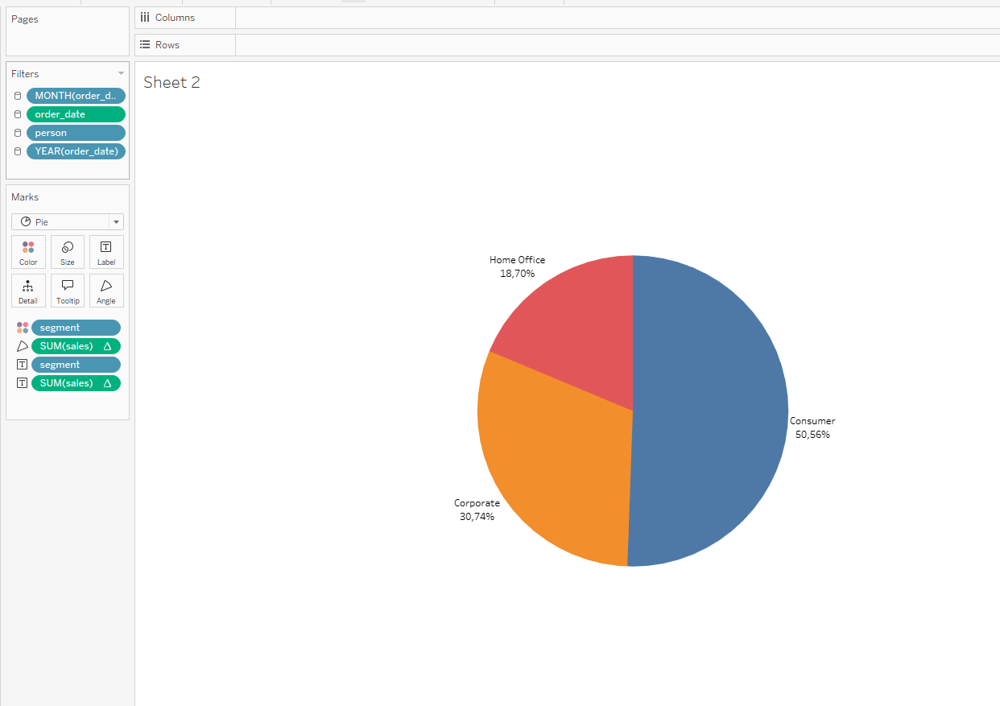 Pages
Columns
Rows
Filters
MONTH(order_d..
order_date
person
YEAR(order_date)
Marks
Pie
Color
Size
Label
Detail
Tooltip
Angle
segment
SUM(sales)
segment
SUM(sales)
Sheet 2
Home Office
18,70%
Consumer
50,56%
Corporate
30,74%